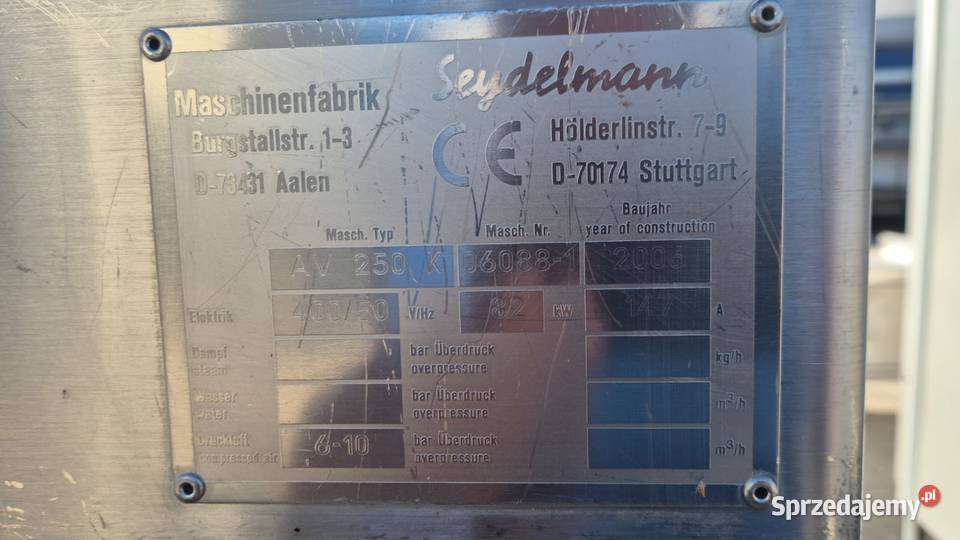 Seydelmann
Maschinenfabrik
Burgstallstr. 1-3
D-73431 Aalen
CE
Hölderlinstr. 7-9
D-70174 Stuttgart
Masch. Typ
Masch. Nr.
Baujahr
year of construction
AV 250 K
06088-1
Elektrik
400/50
V/Hz
kW
A
Dampf
steam
bar Überdruck
overpressure
kg/h
Wasser
water
bar Überdruck
overpressure
m³/h
Druckluft
compressed air
6-10
bar Überdruck
overpressure
m³/h
Sprzedajemy.pl